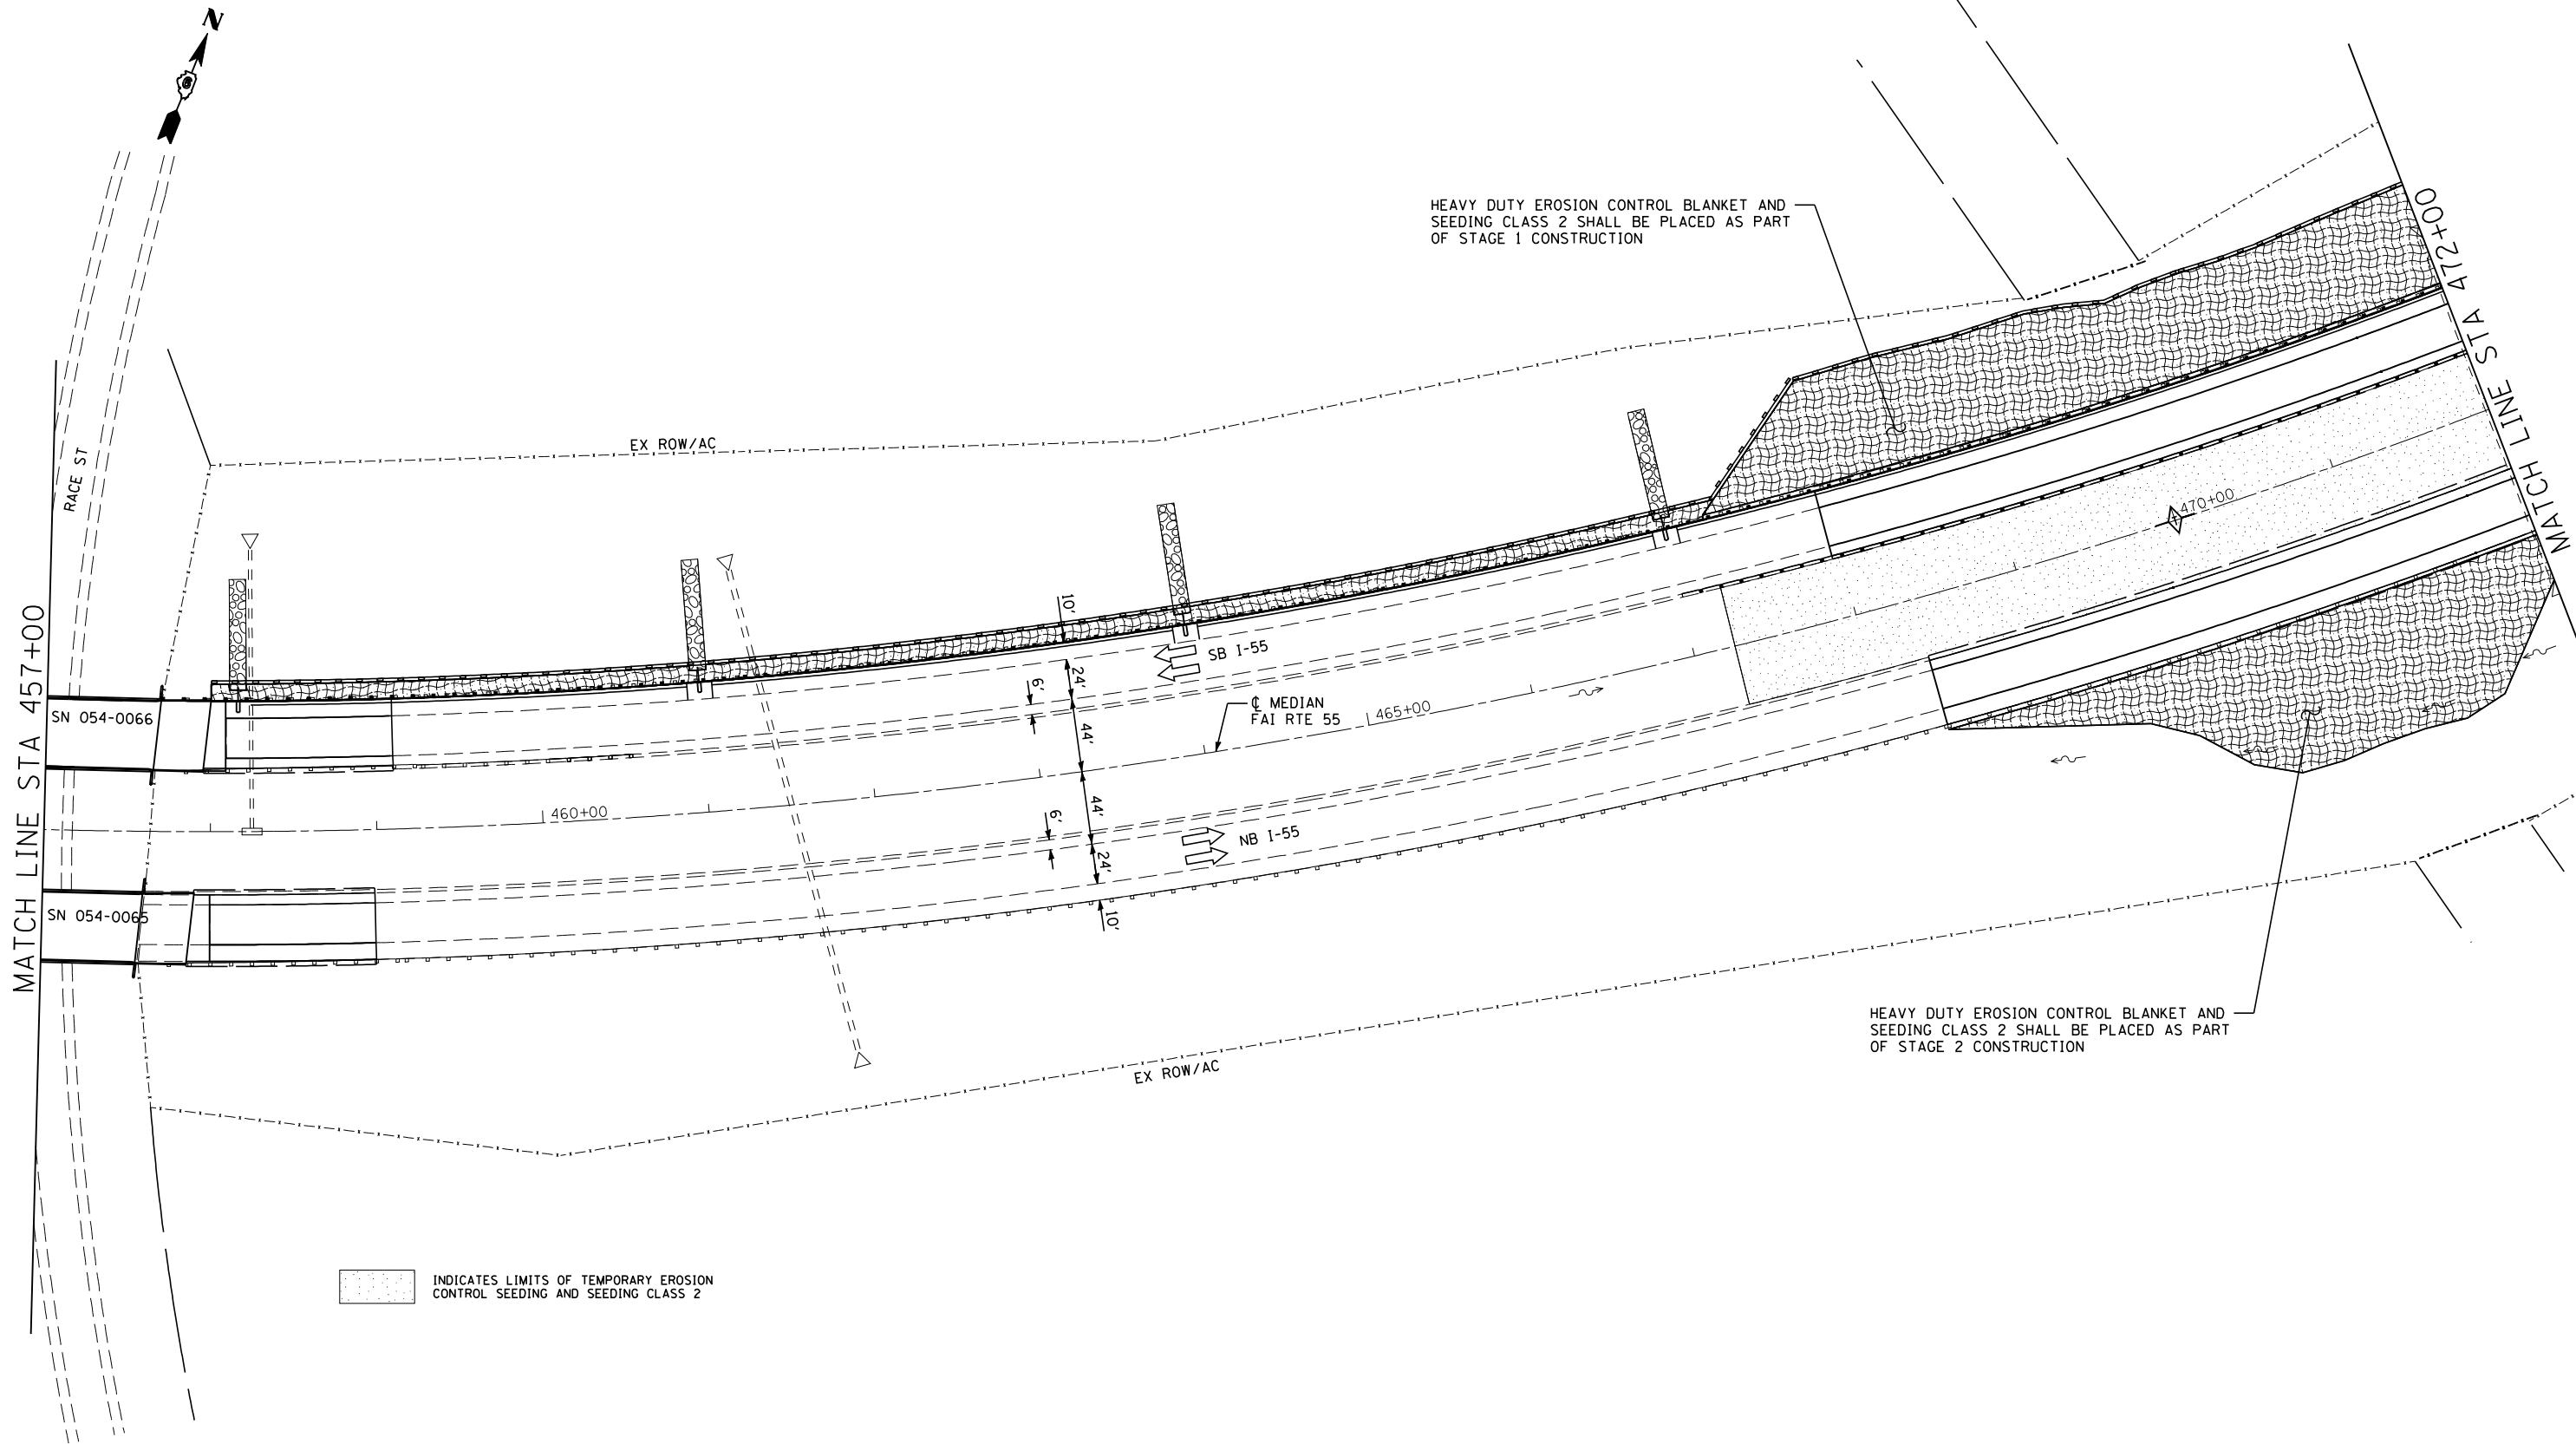 N
HEAVY DUTY EROSION CONTROL BLANKET AND
SEEDING CLASS 2 SHALL BE PLACED AS PART
OF STAGE 1 CONSTRUCTION
MATCH LINE STA 472+00
EX ROW/AC
RACE ST
470+00
10'
SB I-55
24'
6'
44'
₵ MEDIAN
FAI RTE 55
465+00
SN 054-0066
MATCH LINE STA 457+00
460+00
44'
6'
NB I-55
24'
10'
SN 054-0065
HEAVY DUTY EROSION CONTROL BLANKET AND
SEEDING CLASS 2 SHALL BE PLACED AS PART
OF STAGE 2 CONSTRUCTION
EX ROW/AC
INDICATES LIMITS OF TEMPORARY EROSION
CONTROL SEEDING AND SEEDING CLASS 2